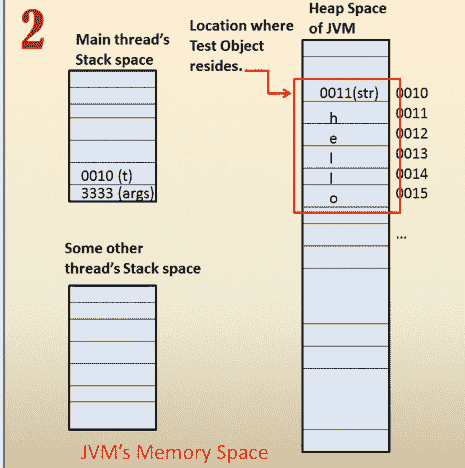 2
Main thread's
Stack space
0010 (t)
3333 (args)
Some other
thread's Stack space
Location where
Test Object
resides.
Heap Space
of JVM
0011(str) 0010
h 0011
e 0012
l 0013
l 0014
o 0015
...
JVM's Memory Space